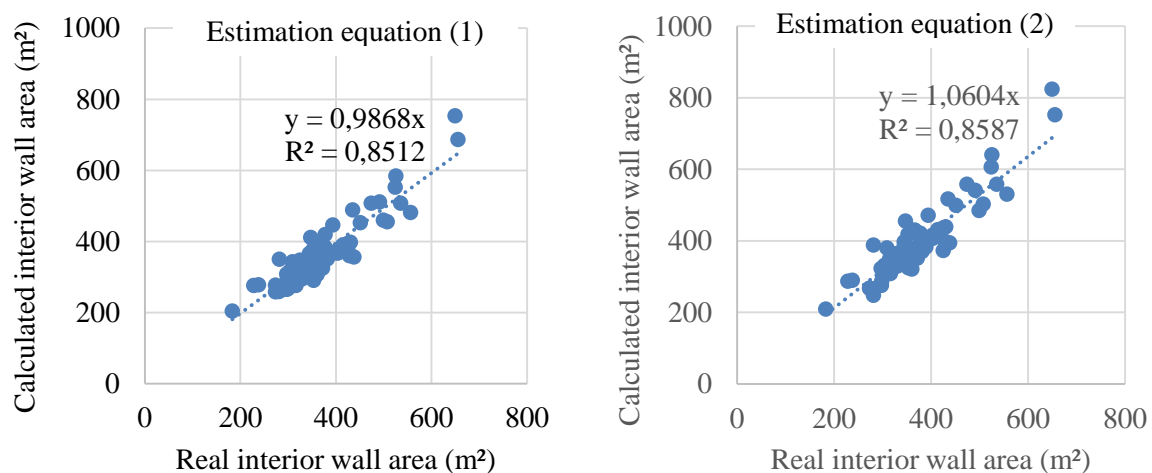 Estimation equation (1)
Calculated interior wall area (m²)
1000
800
600
400
200
0
y = 0,9868x
R² = 0,8512
0
200
400
600
800
Real interior wall area (m²)
Estimation equation (2)
Calculated interior wall area (m²)
1000
800
600
400
200
0
y = 1,0604x
R² = 0,8587
0
200
400
600
800
Real interior wall area (m²)